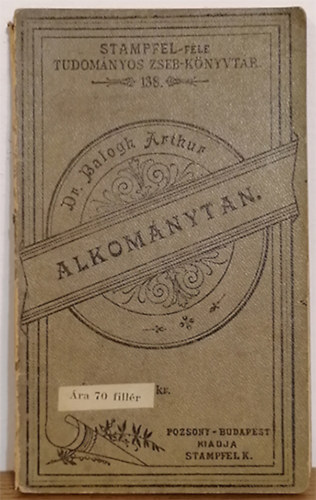 STAMPFEL-FÉLE
TUDOMÁNYOS ZSEB-KÖNYVTÁR.
138.
Dr. Balogh Arthur
ALKOMÁNYTAN.
Ára 70 fillér
kr.
POZSONY-BUDAPEST
KIADJA
STAMPFEL K.